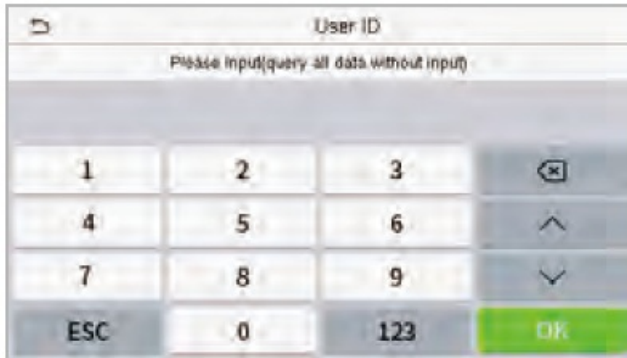 User ID
Please Input(query all data without input)
1 2 3
4 5 6
7 8 9
ESC 0 123 OK